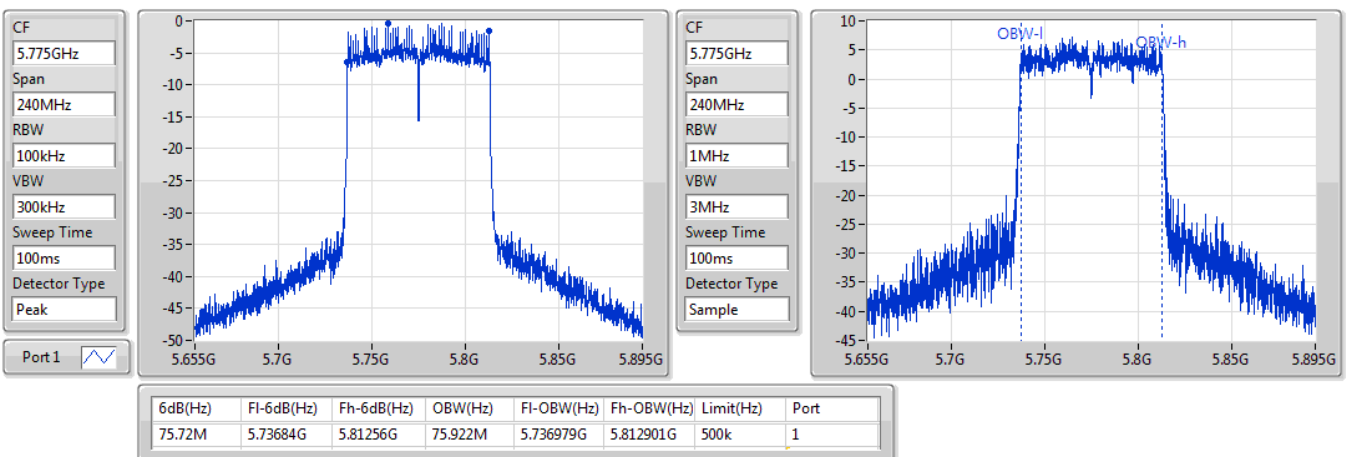 CF
5.775GHz
Span
240MHz
RBW
100kHz
VBW
300kHz
Sweep Time
100ms
Detector Type
Peak
Port 1
0
-5
-10
-15
-20
-25
-30
-35
-40
-45
-50
5.655G 5.7G 5.75G 5.8G 5.85G 5.895G
CF
5.775GHz
Span
240MHz
RBW
1MHz
VBW
3MHz
Sweep Time
100ms
Detector Type
Sample
10
5
0
-5
-10
-15
-20
-25
-30
-35
-40
-45
OBW-l
OBW-h
5.655G 5.7G 5.75G 5.8G 5.85G 5.895G
6dB(Hz) Fl-6dB(Hz) Fh-6dB(Hz) OBW(Hz) Fl-OBW(Hz) Fh-OBW(Hz) Limit(Hz) Port
75.72M 5.73684G 5.81256G 75.922M 5.736979G 5.812901G 500k 1